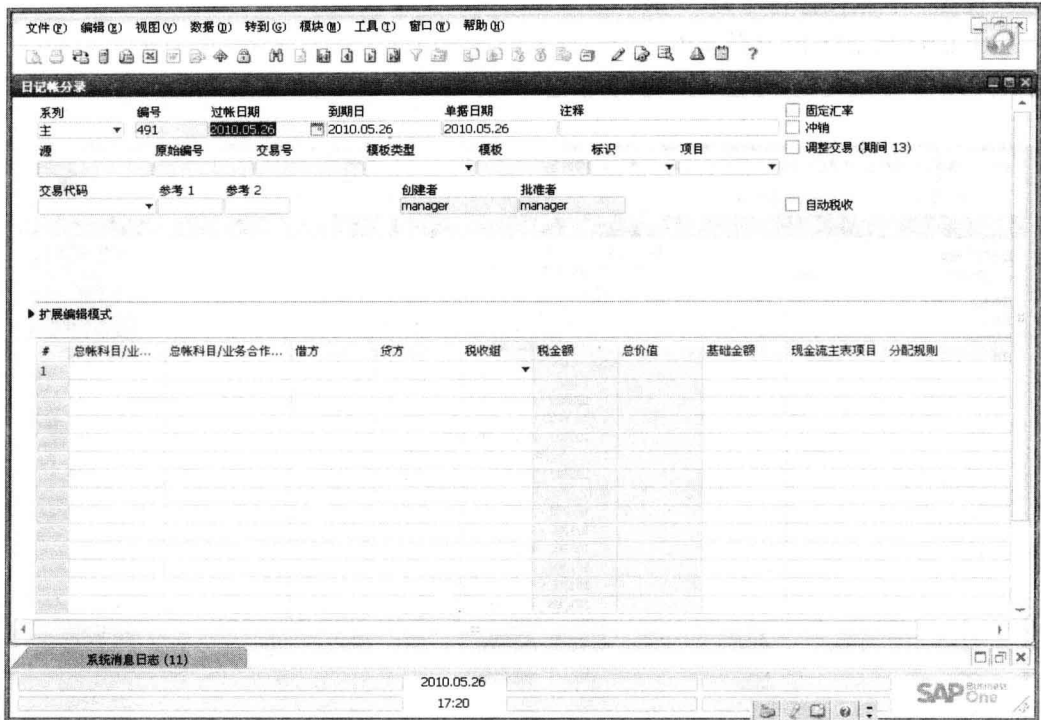 文件(F) 编辑(E) 视图(V) 数据(D) 转到(G) 模块(M) 工具(T) 窗口(W) 帮助(H)
日记帐分录
系列 编号 过帐日期 到期日 单据日期 注释 固定汇率
主 491 2010.05.26 2010.05.26 2010.05.26 冲销
源 原始编号 交易号 模板类型 模板 标识 项目 调整交易 (期间 13)
交易代码 参考 1 参考 2 创建者 批准者
manager manager 自动税收
扩展编辑模式
# 总帐科目/业... 总帐科目/业务合作... 借方 贷方 税收组 税金额 总价值 基础金额 现金流主表项目 分配规则
1
系统消息日志 (11)
2010.05.26
17:20
SAP Business One